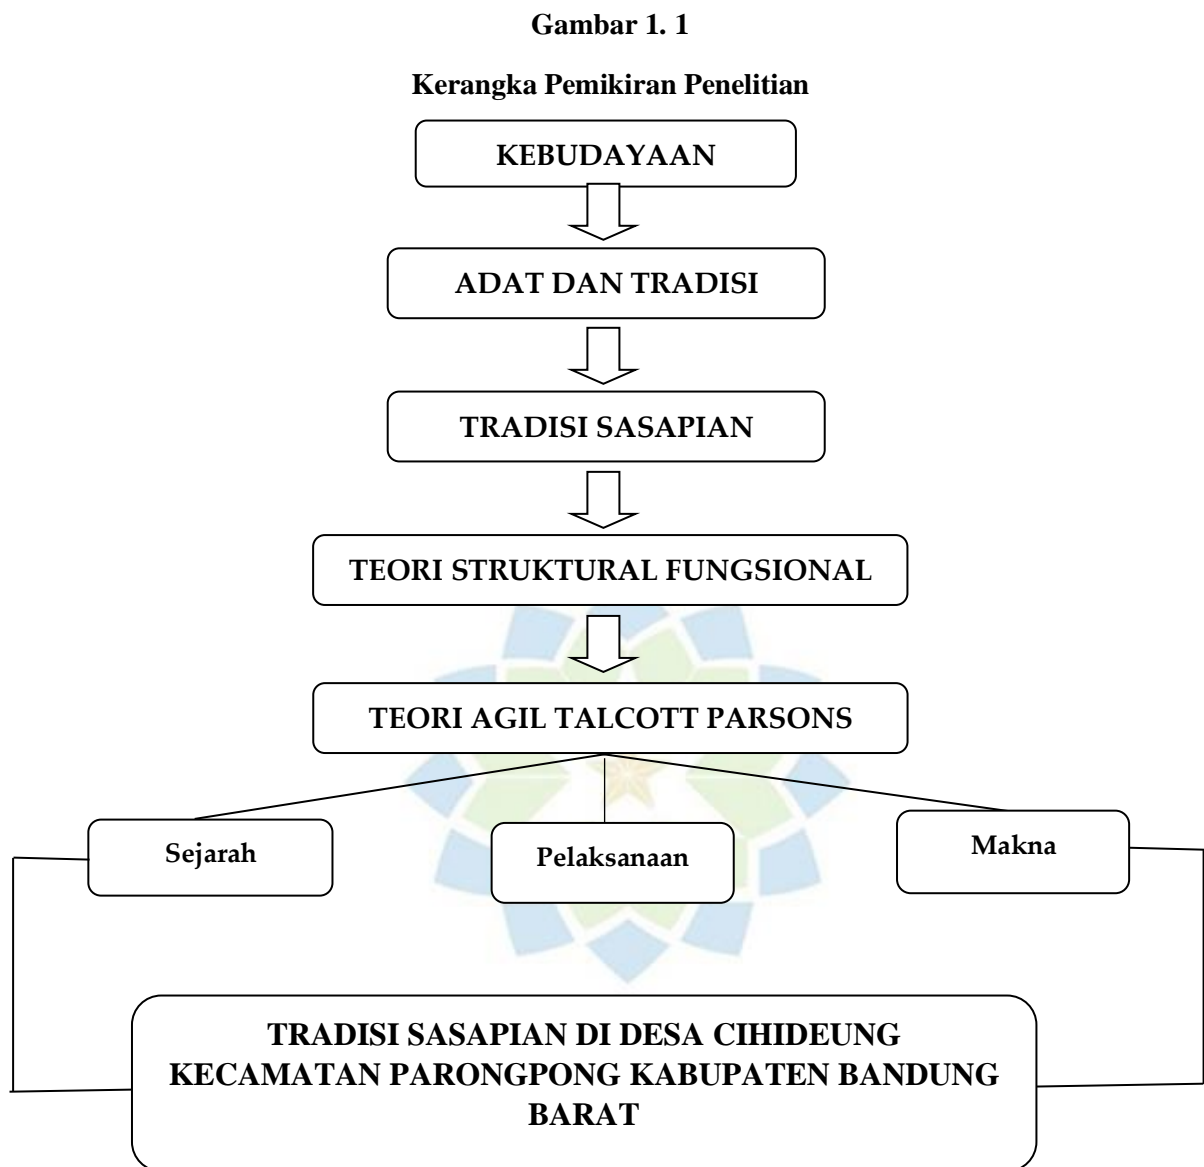 Gambar 1. 1
Kerangka Pemikiran Penelitian
KEBUDAYAAN
ADAT DAN TRADISI
TRADISI SASAPIAN
TEORI STRUKTURAL FUNGSIONAL
TEORI AGIL TALCOTT PARSONS
Sejarah
Pelaksanaan
Makna
TRADISI SASAPIAN DI DESA CIHIDEUNG
KECAMATAN PARONGPONG KABUPATEN BANDUNG
BARAT